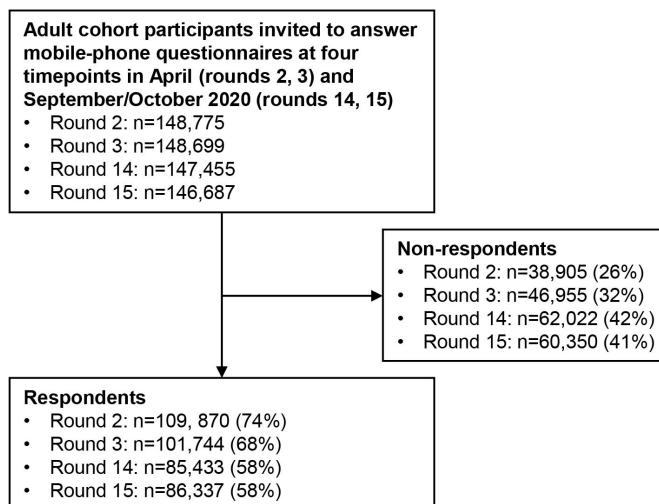 Adult cohort participants invited to answer
mobile-phone questionnaires at four
timepoints in April (rounds 2, 3) and
September/October 2020 (rounds 14, 15)
• Round 2: n=148,775
• Round 3: n=148,699
• Round 14: n=147,455
• Round 15: n=146,687
Non-respondents
• Round 2: n=38,905 (26%)
• Round 3: n=46,955 (32%)
• Round 14: n=62,022 (42%)
• Round 15: n=60,350 (41%)
Respondents
• Round 2: n=109, 870 (74%)
• Round 3: n=101,744 (68%)
• Round 14: n=85,433 (58%)
• Round 15: n=86,337 (58%)